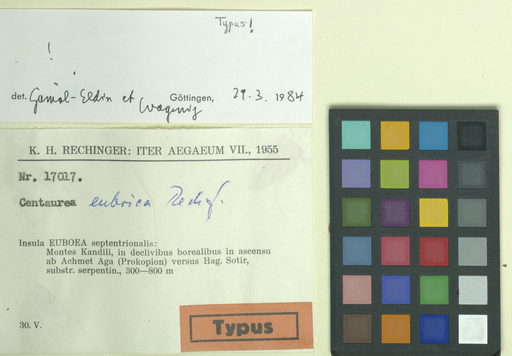 Typus!
!
det. Gamal-Eldin et Wagenitz Göttingen, 29.3. 1984
K. H. RECHINGER: ITER AEGAEUM VII., 1955
Nr. 17017.
Centaurea euboica Rechf.
Insula EUBOEA septentrionalis:
Montes Kandili, in declivibus borealibus in ascensu
ab Achmet Aga (Prokopion) versus Hag. Sotir,
substr. serpentin., 300—800 m
30. V.
Typus